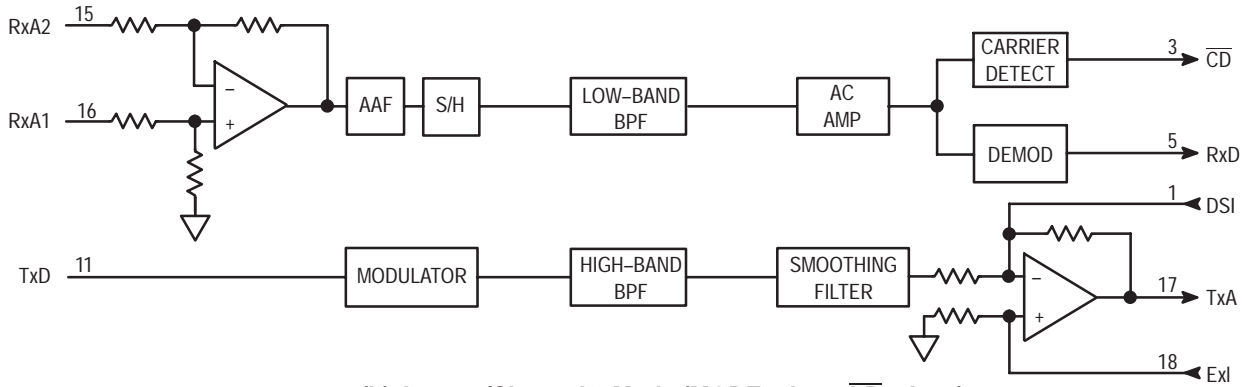 RxA2
15
RxA1
16
–
+
AAF
S/H
LOW–BAND
BPF
AC
AMP
CARRIER
DETECT
3
CD
DEMOD
5
RxD
1
DSI
TxD
11
MODULATOR
HIGH–BAND
BPF
SMOOTHING
FILTER
–
+
17
TxA
18
ExI